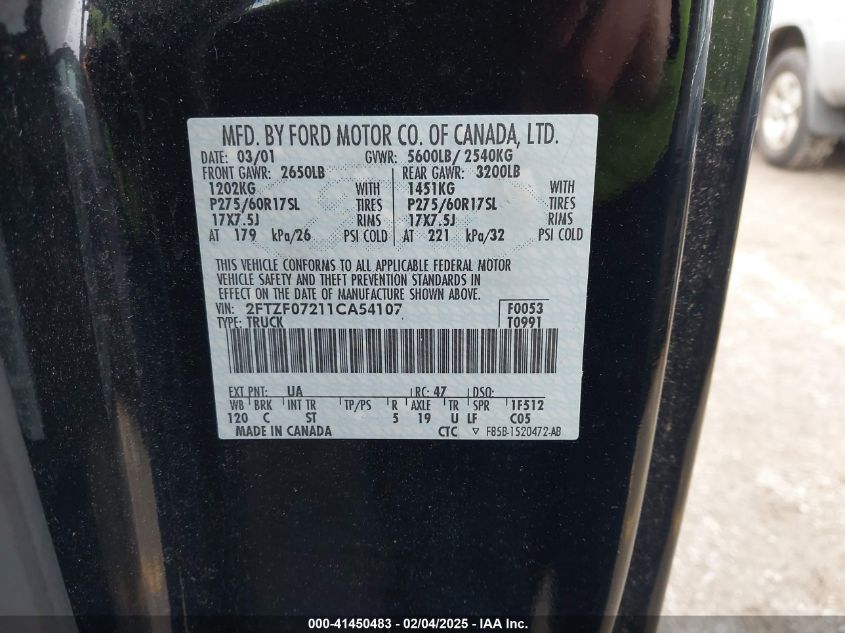 MFD. BY FORD MOTOR CO. OF CANADA, LTD.
DATE: 03/01 GVWR: 5600LB/ 2540KG
FRONT GAWR: 2650LB REAR GAWR: 3200LB
1202KG WITH 1451KG WITH
P275/60R17SL TIRES P275/60R17SL TIRES
17X7.5J RIMS 17X7.5J RIMS
AT 179 kPa/26 PSI COLD AT 221 kPa/32 PSI COLD
THIS VEHICLE CONFORMS TO ALL APPLICABLE FEDERAL MOTOR
VEHICLE SAFETY AND THEFT PREVENTION STANDARDS IN
EFFECT ON THE DATE OF MANUFACTURE SHOWN ABOVE.
VIN: 2FTZF07211CA54107 F0053
TYPE: TRUCK T0991
EXT PNT: UA RC: 47 DSO:
WB BRK INT TR TP/PS R AXLE TR SPR 1F512
120 C ST 5 19 U LF C05
MADE IN CANADA CTC F85B-1520472-AB
000-41450483 - 02/04/2025 - IAA Inc.